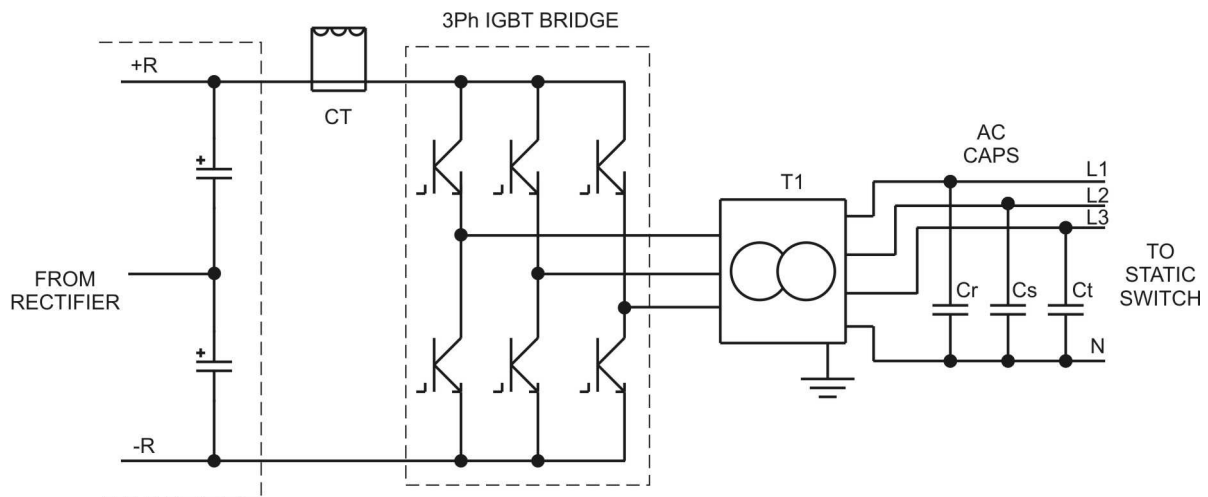 3Ph IGBT BRIDGE
+R
CT
AC
CAPS
T1
L1
L2
L3
FROM
RECTIFIER
TO
STATIC
SWITCH
Cr
Cs
Ct
N
-R